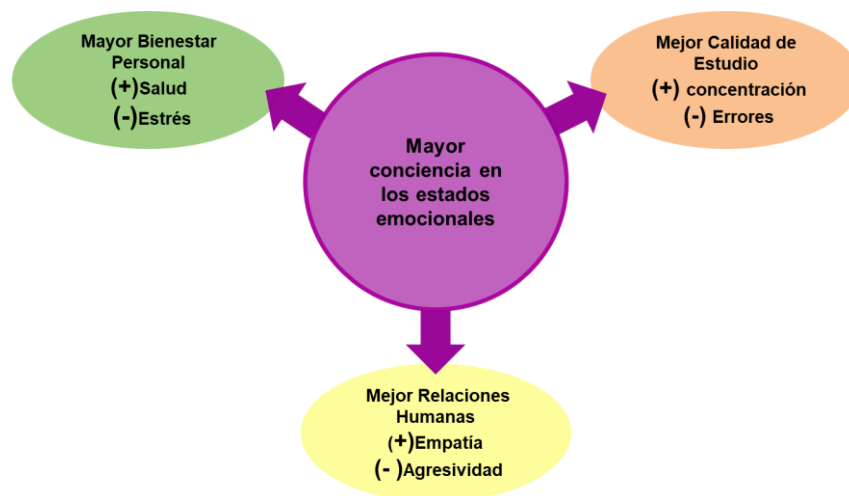 Mayor Bienestar
Personal
(+)Salud
(-)Estrés
Mejor Calidad de
Estudio
(+) concentración
(-) Errores
Mayor
conciencia en
los estados
emocionales
Mejor Relaciones
Humanas
(+)Empatía
(- )Agresividad